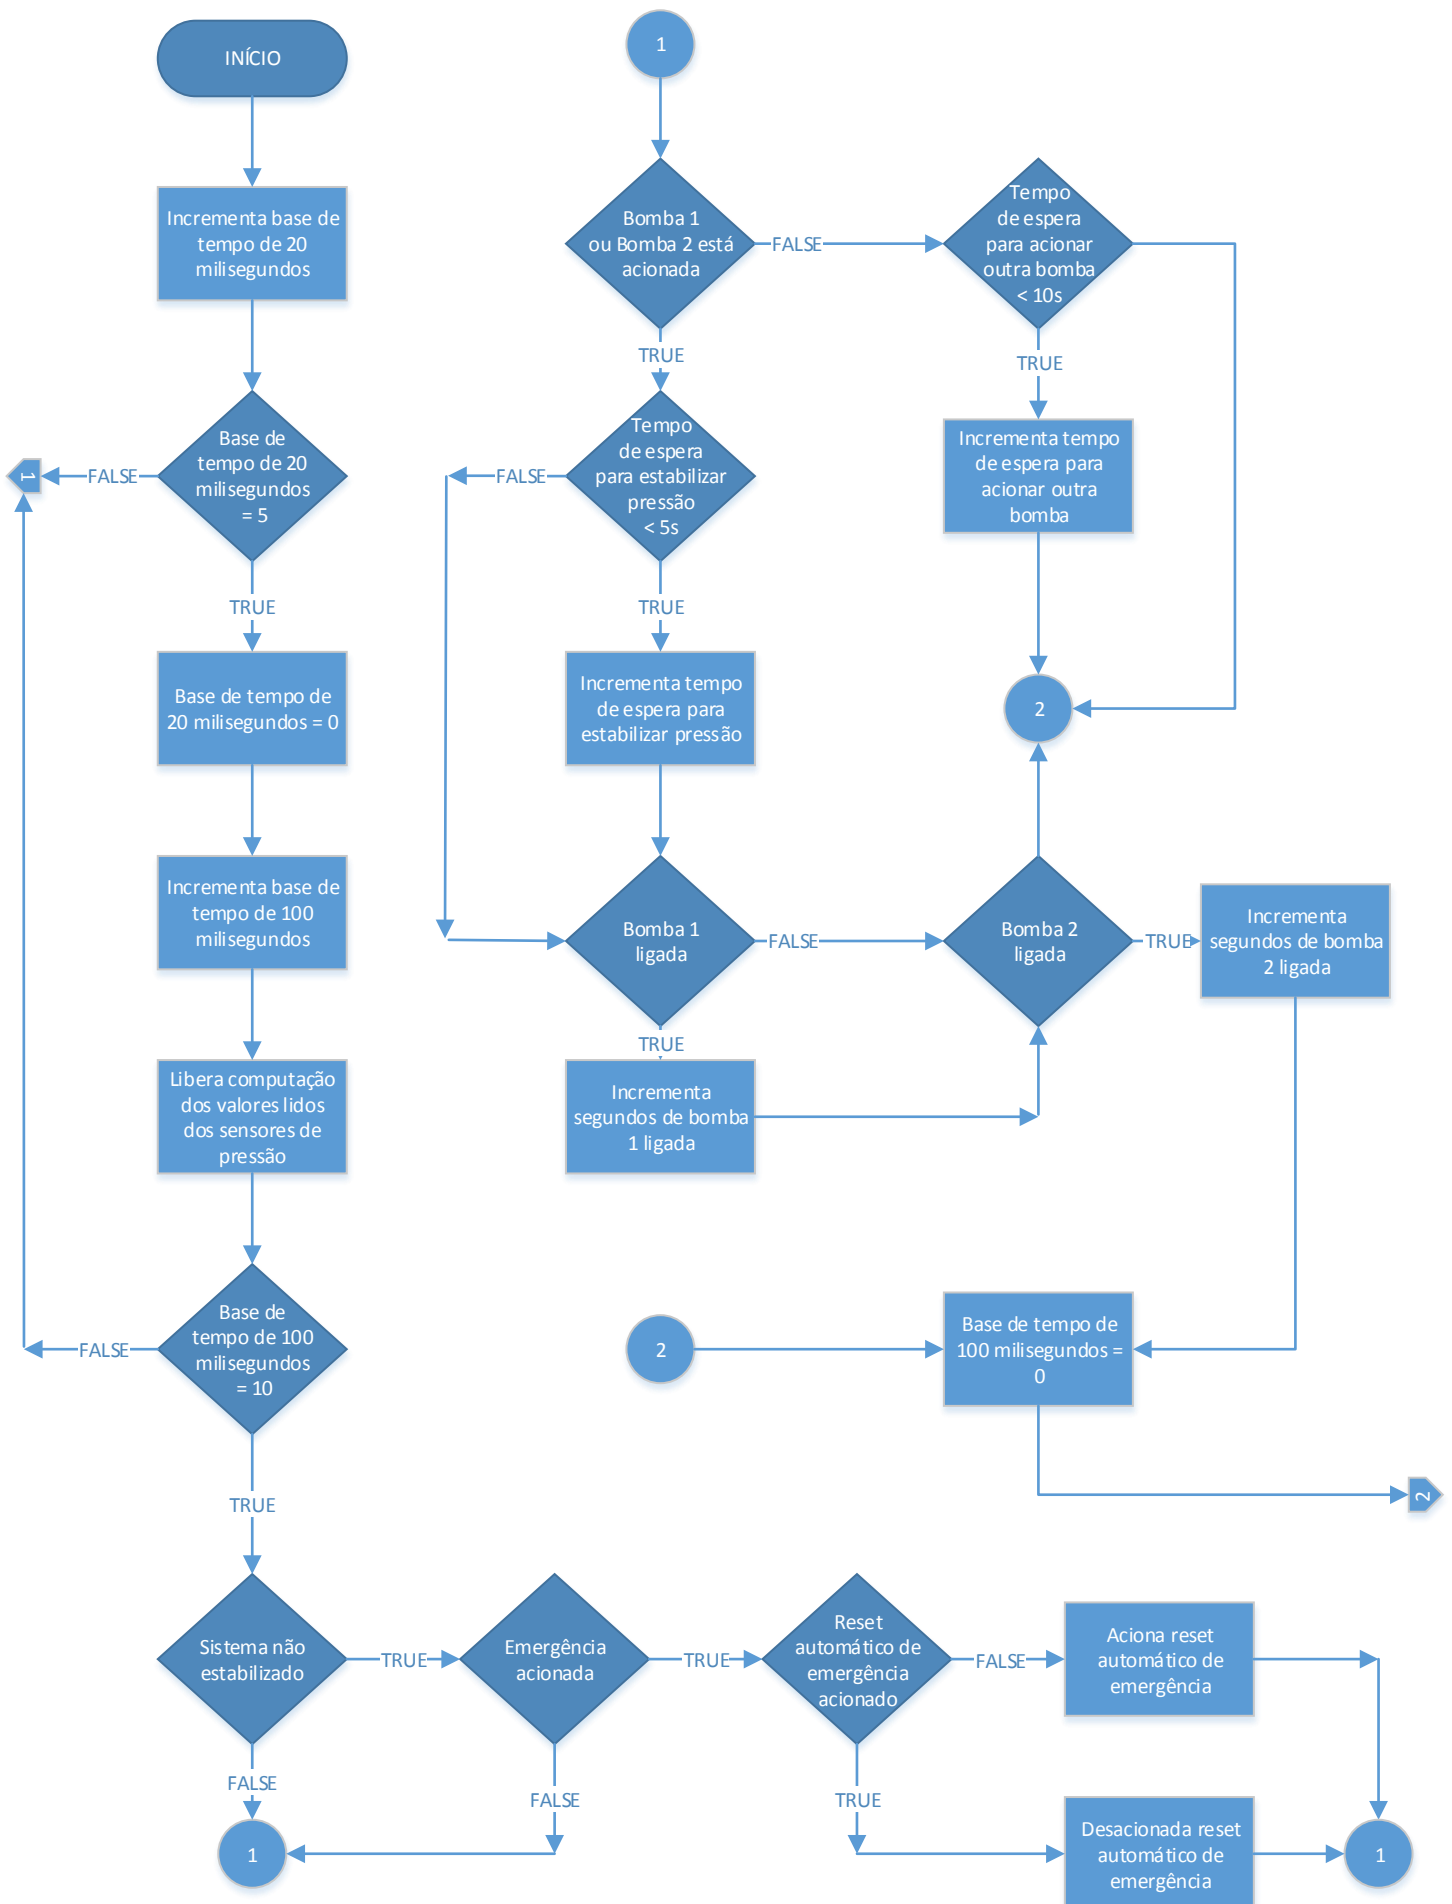 INÍCIO
Incrementa base de
tempo de 20
milisegundos
Base de
tempo de 20
milisegundos
= 5
FALSE
1
TRUE
Base de tempo de
20 milisegundos = 0
Incrementa base de
tempo de 100
milisegundos
Libera computação
dos valores lidos
dos sensores de
pressão
Base de
tempo de 100
milisegundos
= 10
FALSE
TRUE
Sistema não
estabilizado
TRUE
FALSE
1
Emergência
acionada
TRUE
FALSE
Reset
automático de
emergência
acionado
FALSE
TRUE
Aciona reset
automático de
emergência
Desacionada reset
automático de
emergência
1
1
Bomba 1
ou Bomba 2 está
acionada
FALSE
TRUE
Tempo
de espera
para acionar
outra bomba
< 10s
TRUE
Incrementa tempo
de espera para
acionar outra
bomba
2
Tempo
de espera
para estabilizar
pressão
< 5s
FALSE
TRUE
Incrementa tempo
de espera para
estabilizar pressão
Bomba 1
ligada
FALSE
TRUE
Incrementa
segundos de bomba
1 ligada
Bomba 2
ligada
TRUE
Incrementa
segundos de bomba
2 ligada
2
Base de tempo de
100 milisegundos =
0
2